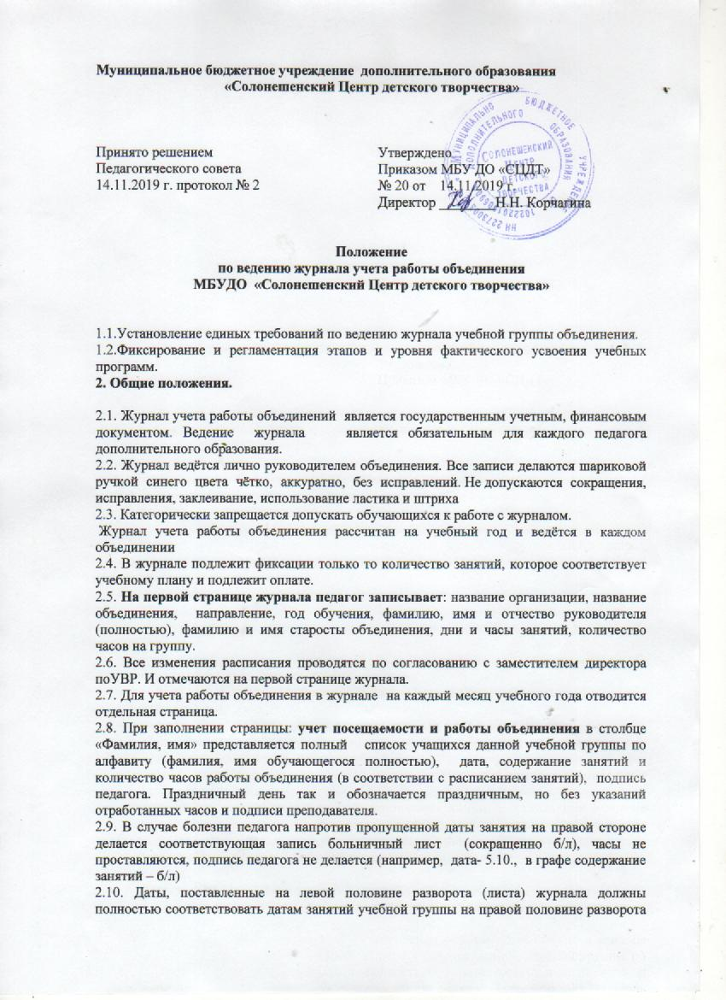 Муниципальное бюджетное учреждение дополнительного образования
«Солонешенский Центр детского творчества»
Принято решением
Педагогического совета
14.11.2019 г. протокол № 2
Утверждено
Приказом МБУ ДО «СЦДТ»
№ 20 от 14.11.2019 г.
Директор ________ Н.Н. Корчагина
МУНИЦИПАЛЬНО БЮДЖЕТНОЕ УЧРЕЖДЕНИЕ
ДОПОЛНИТЕЛЬНОГО ОБРАЗОВАНИЯ
СОЛОНЕШЕНСКИЙ
ЦЕНТР
ДЕТСКОГО
ТВОРЧЕСТВА
Положение
по ведению журнала учета работы объединения
МБУДО «Солонешенский Центр детского творчества»
1.1.Установление единых требований по ведению журнала учебной группы объединения.
1.2.Фиксирование и регламентация этапов и уровня фактического усвоения учебных
программ.
2. Общие положения.
2.1. Журнал учета работы объединений является государственным учетным, финансовым
документом. Ведение журнала является обязательным для каждого педагога
дополнительного образования.
2.2. Журнал ведётся лично руководителем объединения. Все записи делаются шариковой
ручкой синего цвета чётко, аккуратно, без исправлений. Не допускаются сокращения,
исправления, заклеивание, использование ластика и штриха
2.3. Категорически запрещается допускать обучающихся к работе с журналом.
Журнал учета работы объединения рассчитан на учебный год и ведётся в каждом
объединении
2.4. В журнале подлежит фиксации только то количество занятий, которое соответствует
учебному плану и подлежит оплате.
2.5. На первой странице журнала педагог записывает: название организации, название
объединения, направление, год обучения, фамилию, имя и отчество руководителя
(полностью), фамилию и имя старосты объединения, дни и часы занятий, количество
часов на группу.
2.6. Все изменения расписания проводятся по согласованию с заместителем директора
поУВР. И отмечаются на первой странице журнала.
2.7. Для учета работы объединения в журнале на каждый месяц учебного года отводится
отдельная страница.
2.8. При заполнении страницы: учет посещаемости и работы объединения в столбце
«Фамилия, имя» представляется полный список учащихся данной учебной группы по
алфавиту (фамилия, имя обучающегося полностью), дата, содержание занятий и
количество часов работы объединения (в соответствии с расписанием занятий), подпись
педагога. Праздничный день так и обозначается праздничным, но без указаний
отработанных часов и подписи преподавателя.
2.9. В случае болезни педагога напротив пропущенной даты занятия на правой стороне
делается соответствующая запись больничный лист (сокращенно б/л), часы не
проставляются, подпись педагога не делается (например, дата- 5.10., в графе содержание
занятий – б/л)
2.10. Даты, поставленные на левой половине разворота (листа) журнала должны
полностью соответствовать датам занятий учебной группы на правой половине разворота